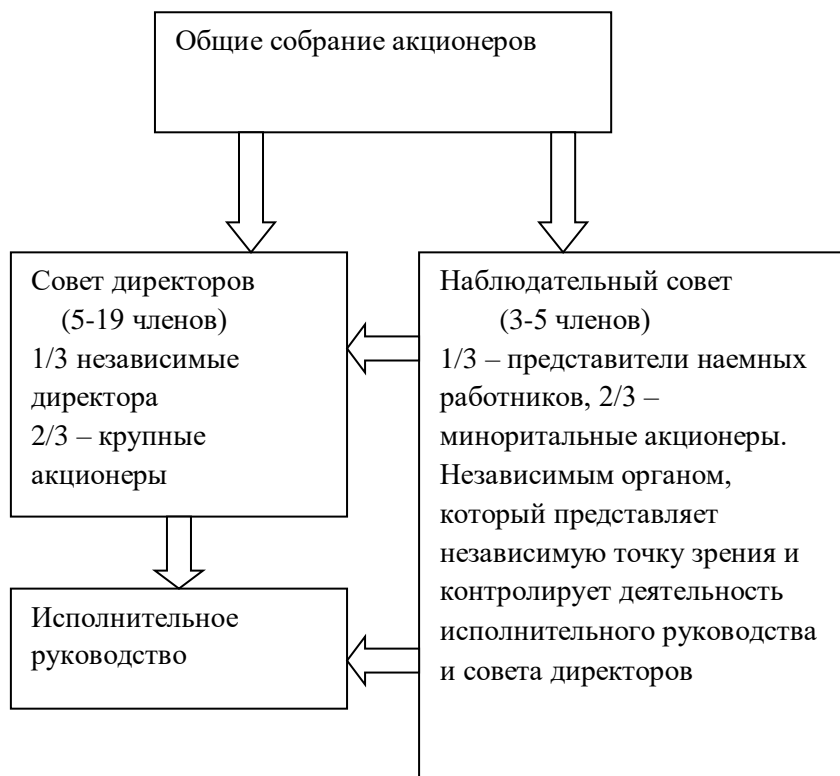 Общие собрание акционеров
Совет директоров
(5-19 членов)
1/3 независимые
директора
2/3 – крупные
акционеры
Наблюдательный совет
(3-5 членов)
1/3 – представители наемных
работников, 2/3 –
миноритальные акционеры.
Независимым органом,
который представляет
независимую точку зрения и
контролирует деятельность
исполнительного руководства
и совета директоров
Исполнительное
руководство